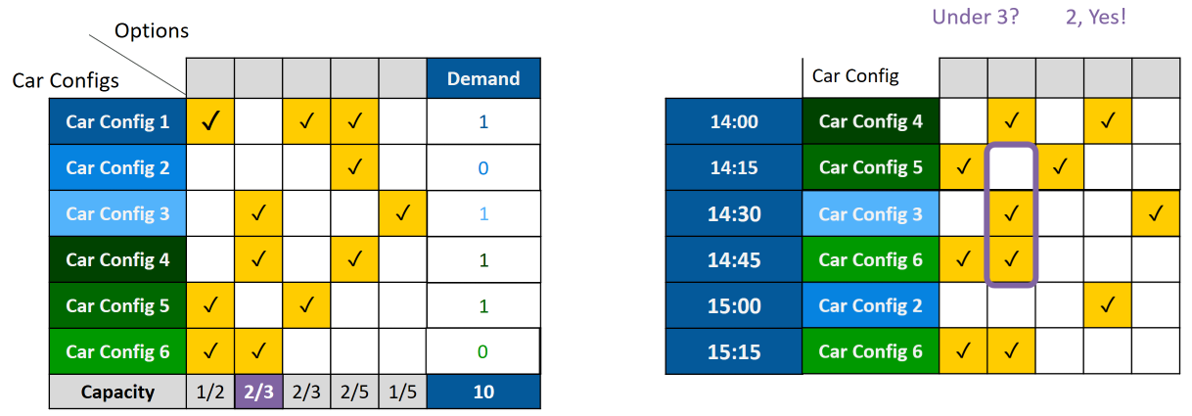 Under 3? 2, Yes!
Options
Car Configs Demand
Car Config 1 ✓ ✓ ✓ 1
Car Config 2 ✓ 0
Car Config 3 ✓ ✓ 1
Car Config 4 ✓ ✓ 1
Car Config 5 ✓ ✓ 1
Car Config 6 ✓ ✓ 0
Capacity 1/2 2/3 2/3 2/5 1/5 10
Car Config
14:00 Car Config 4 ✓ ✓
14:15 Car Config 5 ✓ ✓
14:30 Car Config 3 ✓ ✓
14:45 Car Config 6 ✓ ✓
15:00 Car Config 2 ✓
15:15 Car Config 6 ✓ ✓